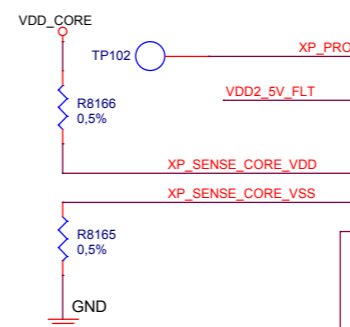 VDD_CORE
TP102
XP_PRO
R8166
0,5%
VDD2_5V_FLT
XP_SENSE_CORE_VDD
XP_SENSE_CORE_VSS
R8165
0,5%
GND